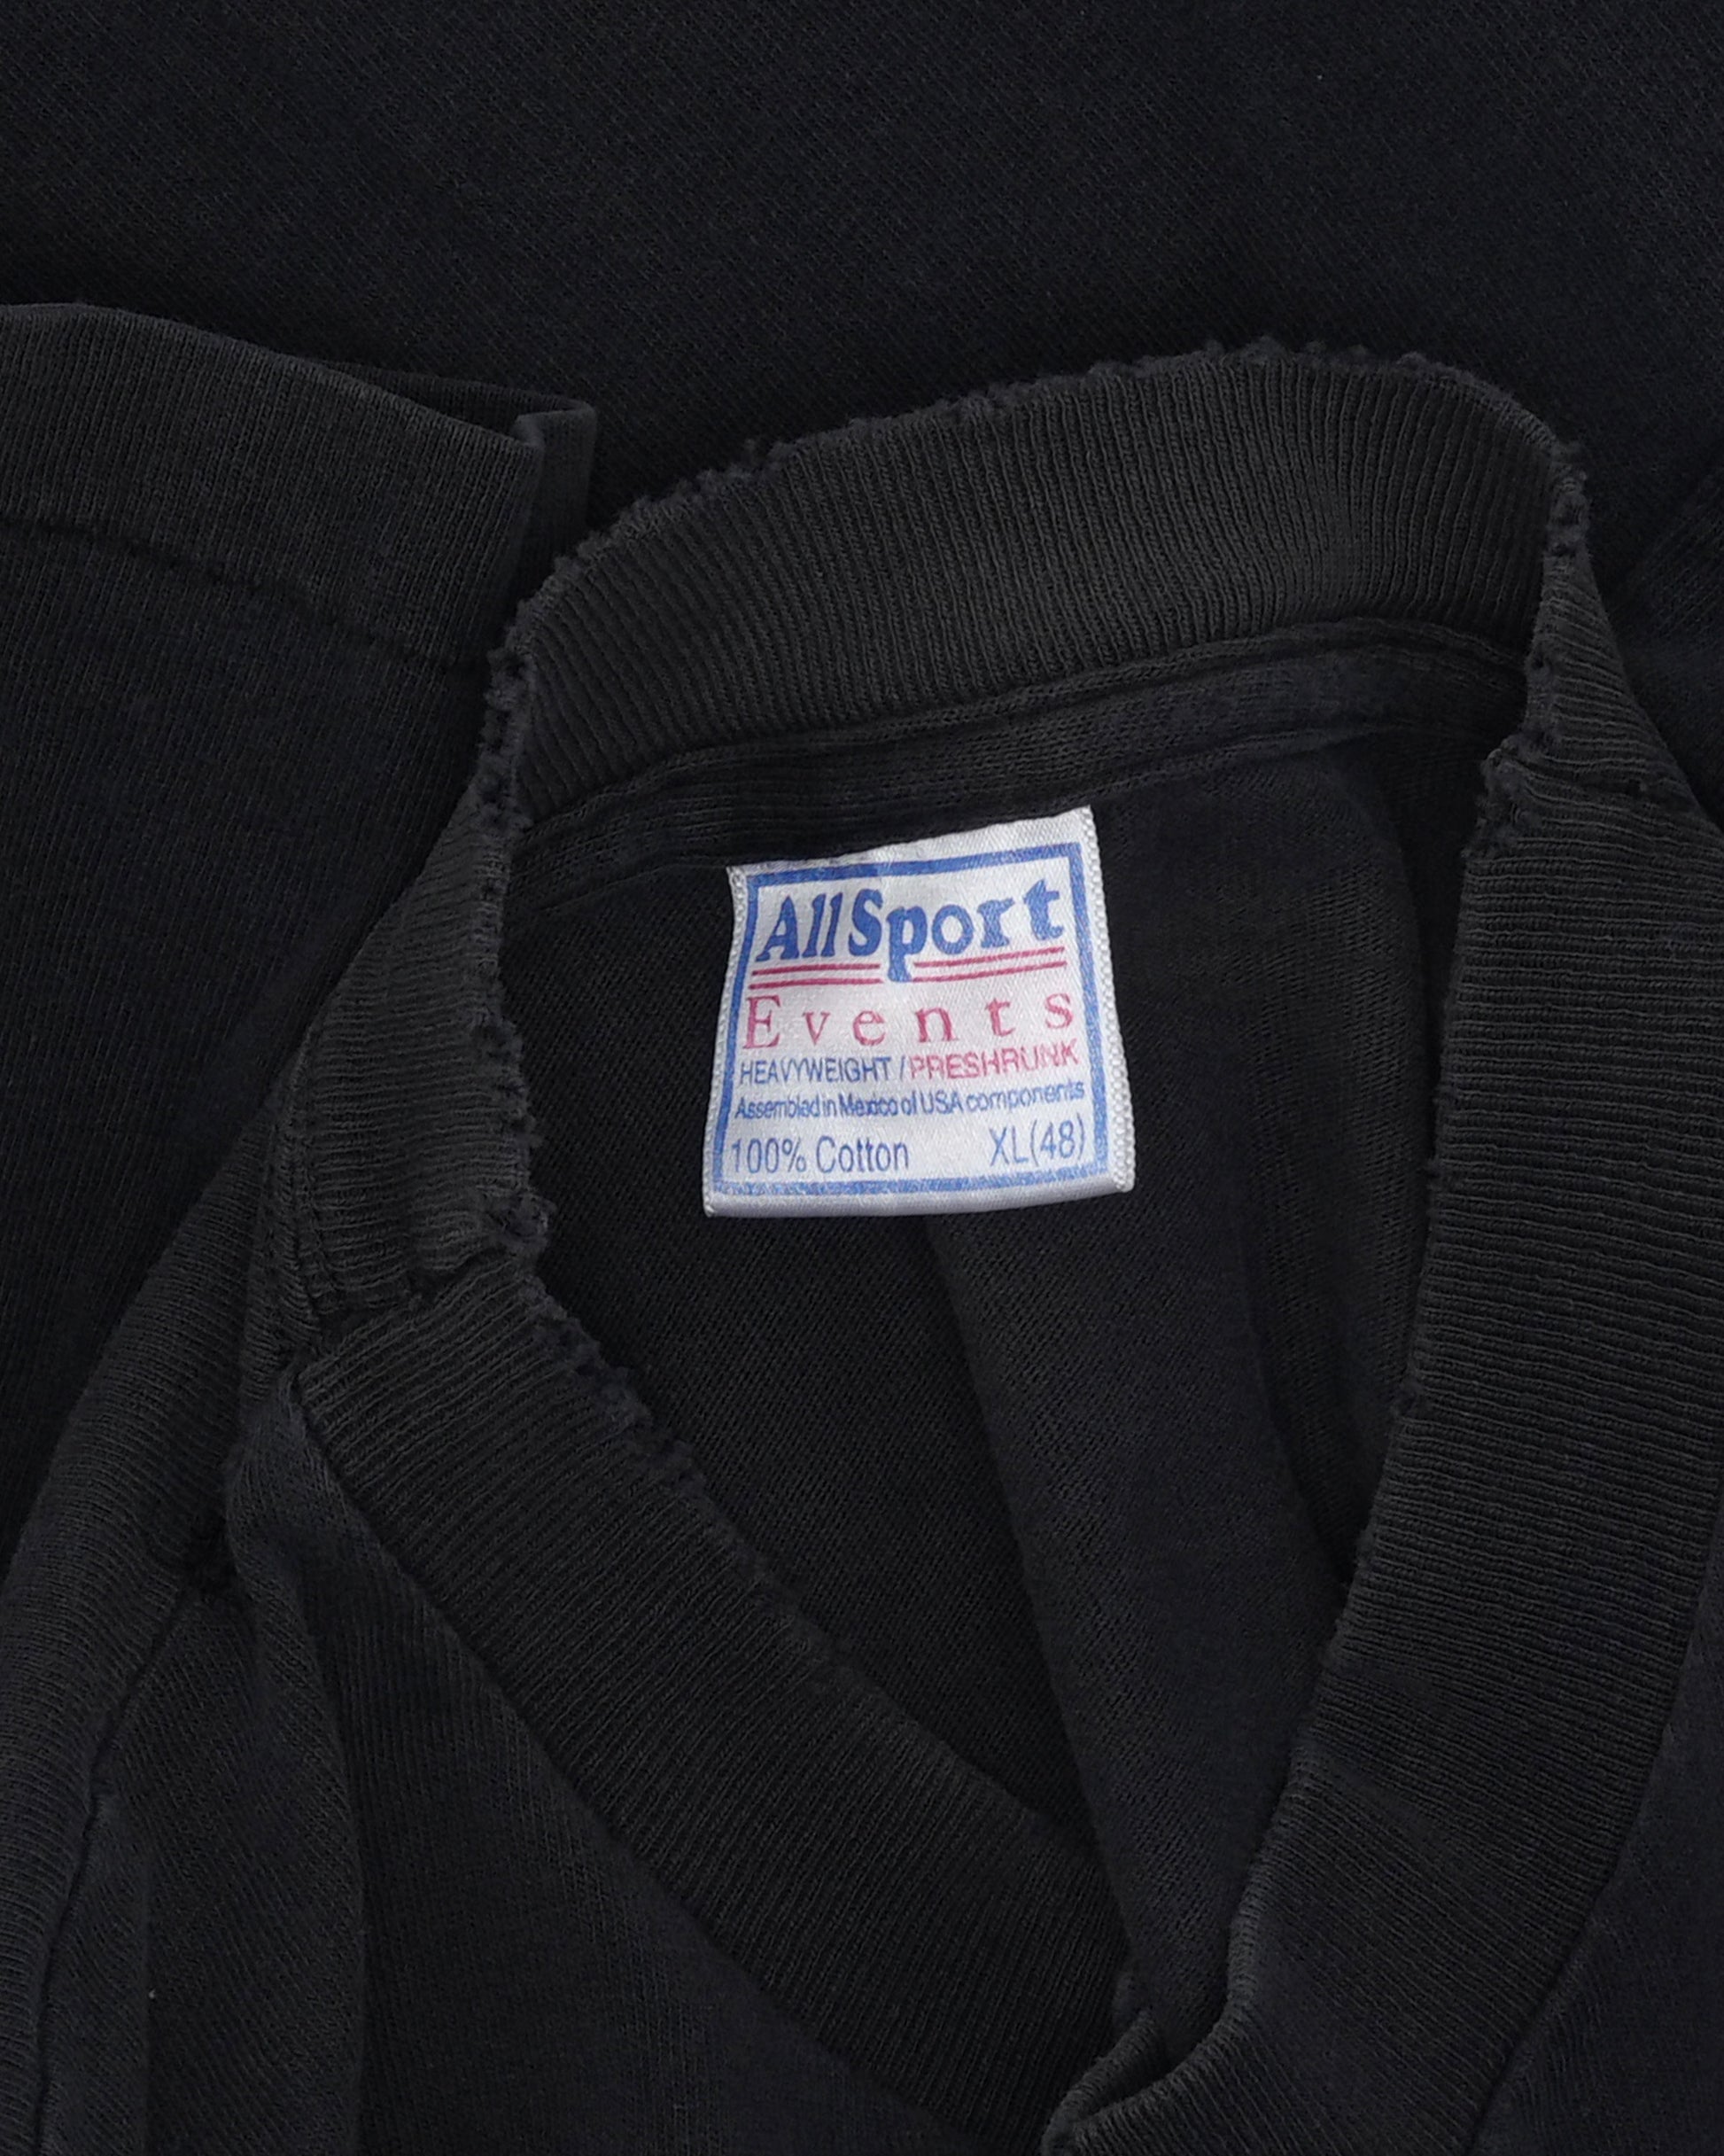 AllSport
Events
HEAVYWEIGHT / PRESHRUNK
Assembled in Mexico of USA components
100% Cotton XL(48)